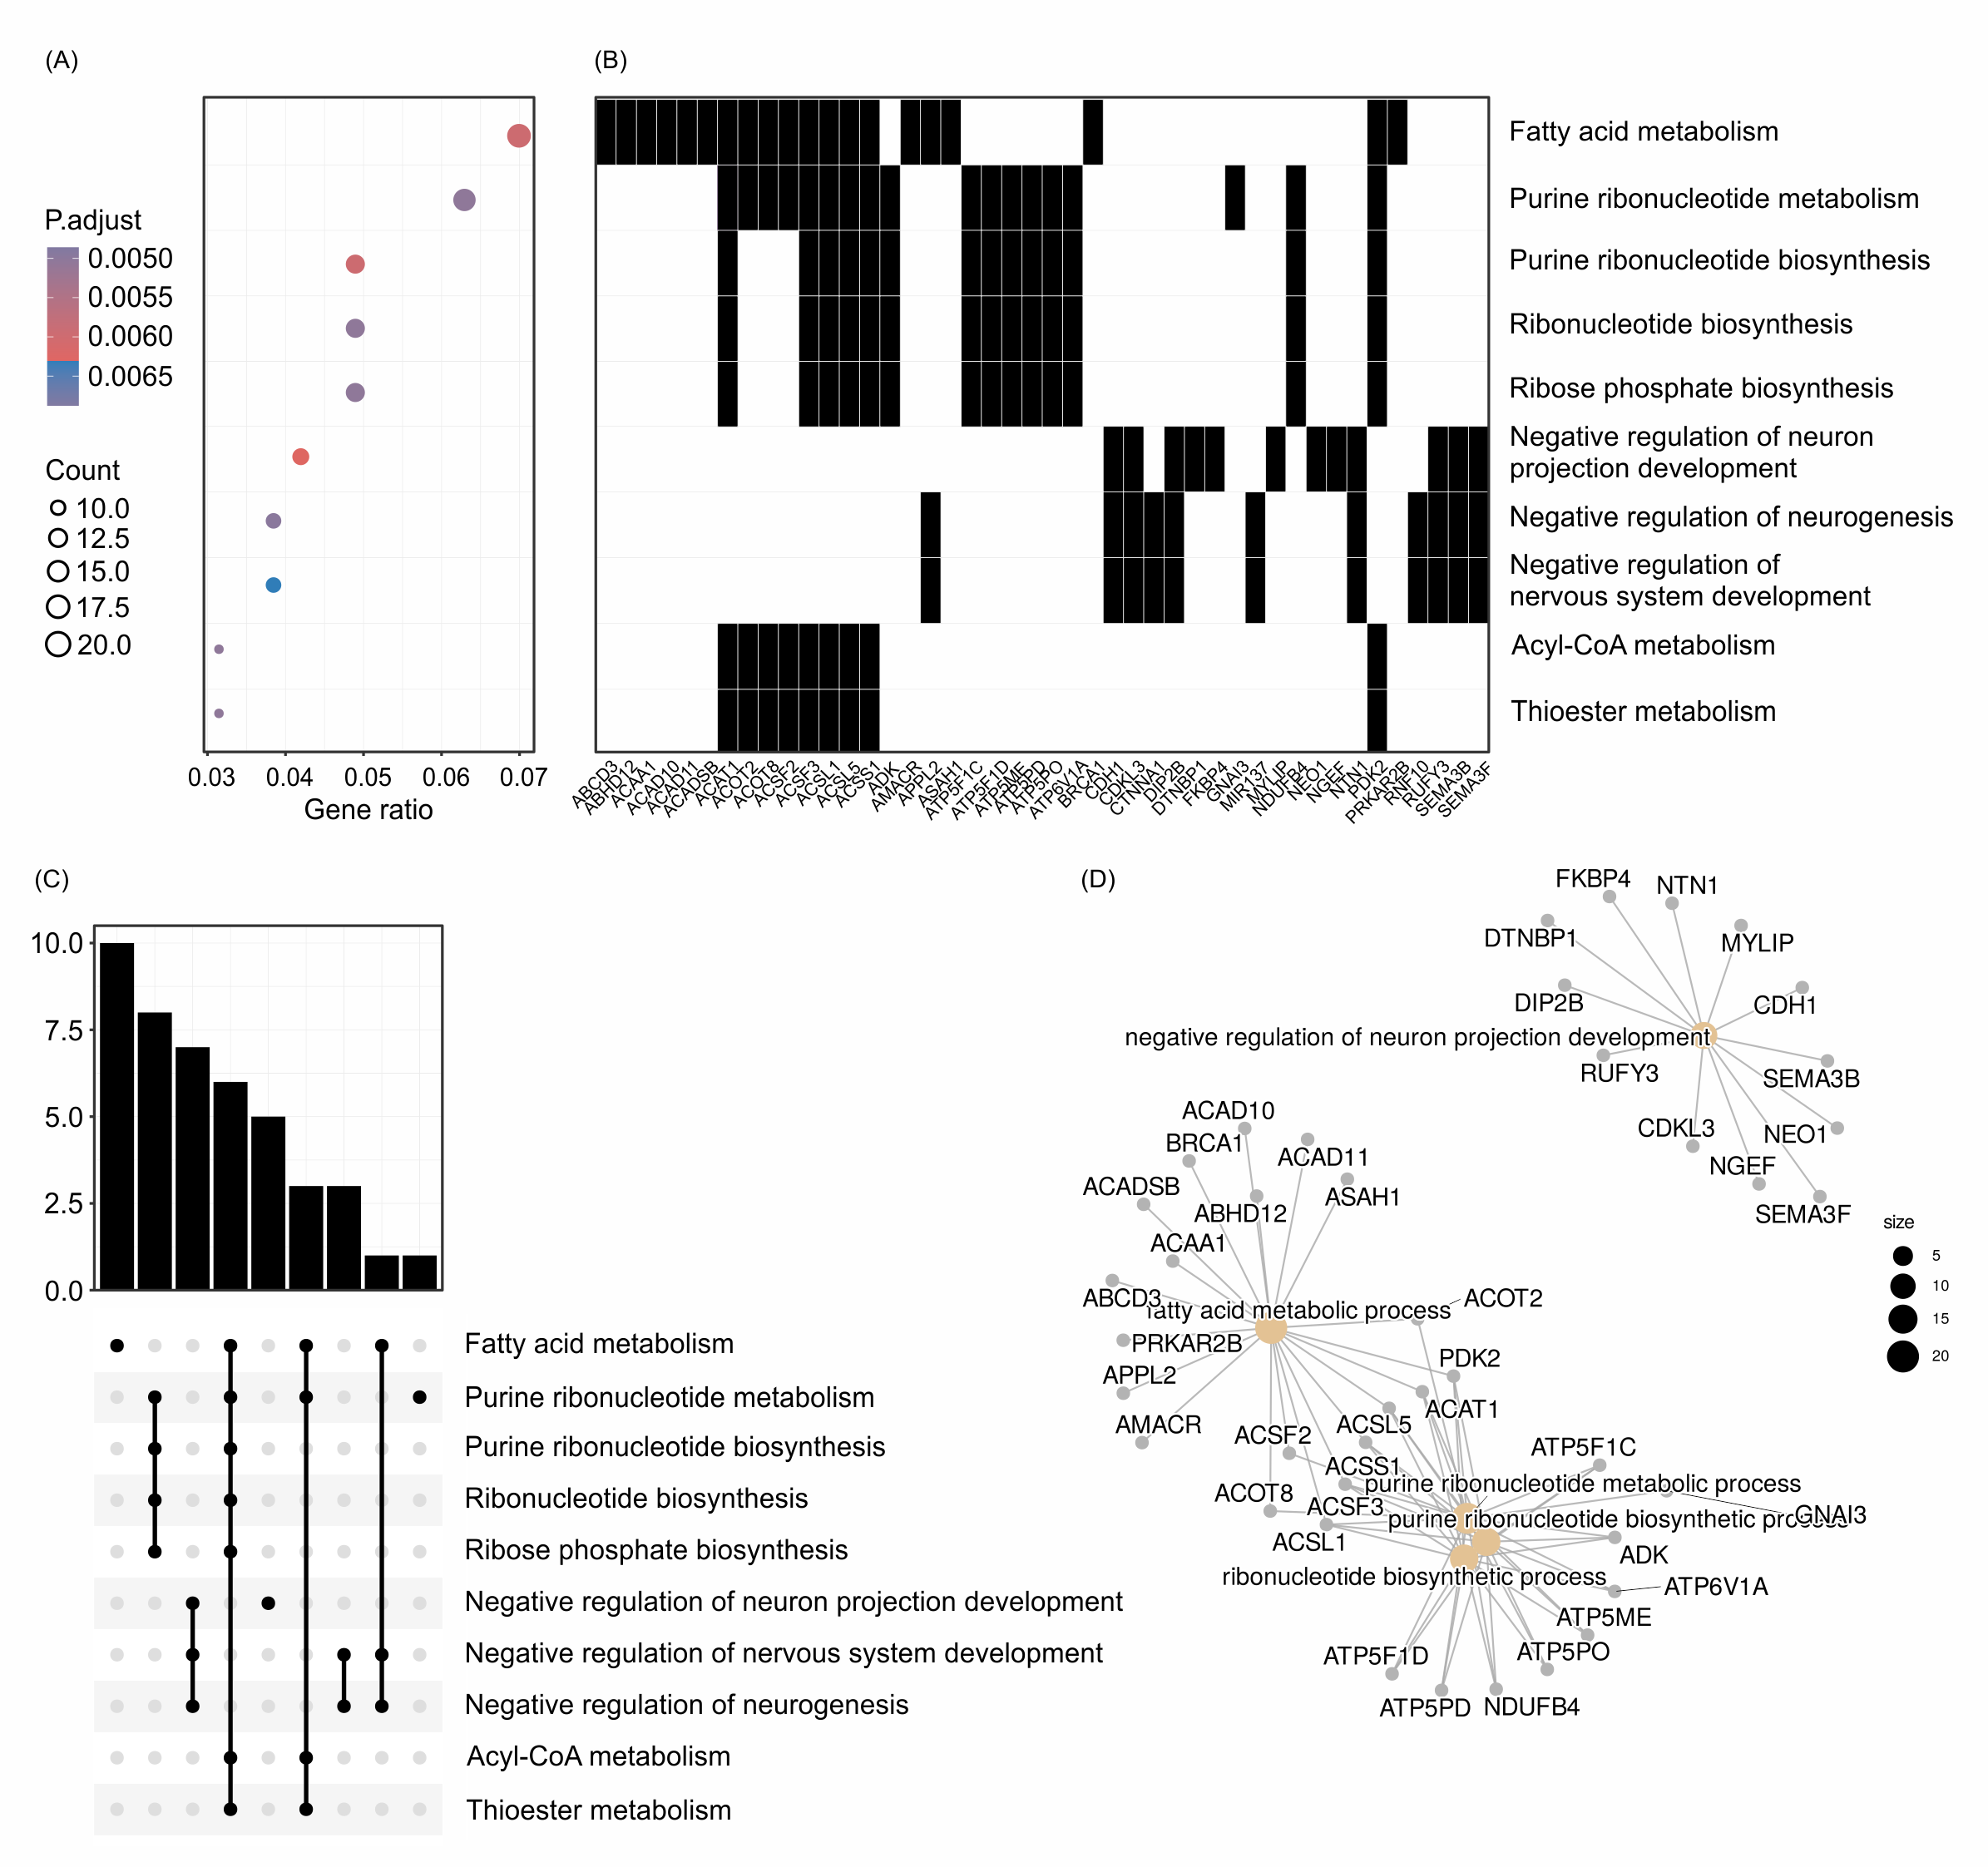 (A)
P.adjust
0.0050
0.0055
0.0060
0.0065
Count
10.0
12.5
15.0
17.5
20.0
0.03 0.04 0.05 0.06 0.07
Gene ratio
(B)
Fatty acid metabolism
Purine ribonucleotide metabolism
Purine ribonucleotide biosynthesis
Ribonucleotide biosynthesis
Ribose phosphate biosynthesis
Negative regulation of neuron
projection development
Negative regulation of neurogenesis
Negative regulation of
nervous system development
Acyl-CoA metabolism
Thioester metabolism
ABCD3
ABHD12
ACAA1
ACAD10
ACAD11
ACADSB
ACAT1
ACOT2
ACOT8
ACSF2
ACSF3
ACSL1
ACSL5
ACSS1
ADK
AMACR
APPL2
ASAH1
ATP5F1C
ATP5F1D
ATP5ME
ATP5PD
ATP5PO
ATP6V1A
BRCA1
CDH1
CDKL3
CTNNA1
DIP2B
DTNBP1
FKBP4
GNAI3
MIR137
MYLIP
NDUFB4
NEO1
NGEF
NTN1
PDK2
PRKAR2B
RNF10
RUFY3
SEMA3B
SEMA3F
(C)
10.0
7.5
5.0
2.5
0.0
Fatty acid metabolism
Purine ribonucleotide metabolism
Purine ribonucleotide biosynthesis
Ribonucleotide biosynthesis
Ribose phosphate biosynthesis
Negative regulation of neuron projection development
Negative regulation of nervous system development
Negative regulation of neurogenesis
Acyl-CoA metabolism
Thioester metabolism
(D)
FKBP4
NTN1
DTNBP1
MYLIP
DIP2B
CDH1
negative regulation of neuron projection development
RUFY3
SEMA3B
CDKL3
NEO1
NGEF
SEMA3F
ACAD10
BRCA1
ACAD11
ACADSB
ASAH1
ABHD12
ACAA1
ABCD3
fatty acid metabolic process
ACOT2
PRKAR2B
PDK2
APPL2
ACAT1
AMACR
ACSF2
ACSL5
ATP5F1C
ACSS1
purine ribonucleotide metabolic process
ACOT8
ACSF3
GNAI3
purine ribonucleotide biosynthetic process
ACSL1
ADK
ribonucleotide biosynthetic process
ATP6V1A
ATP5ME
ATP5F1D
ATP5PO
ATP5PD
NDUFB4
size
5
10
15
20